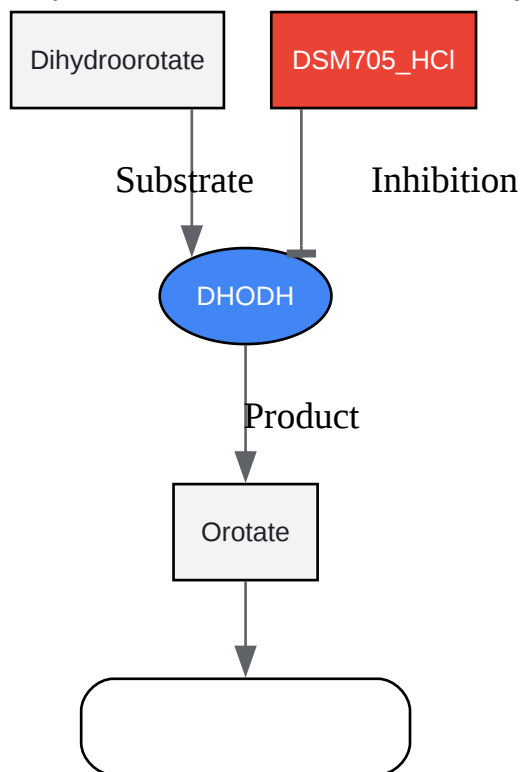 Dihydroorotate
DSM705_HCl
Substrate
Inhibition
DHODH
Product
Orotate